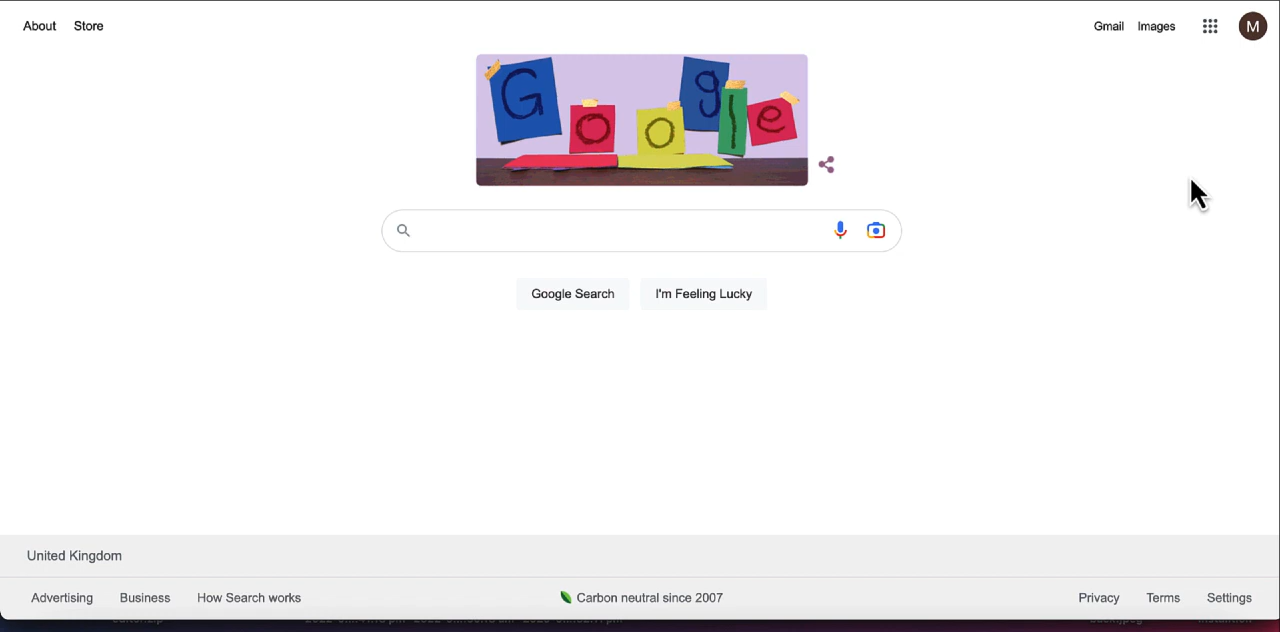 About Store
Gmail Images
M
Google
Google Search I'm Feeling Lucky
United Kingdom
Advertising Business How Search works
Carbon neutral since 2007
Privacy Terms Settings